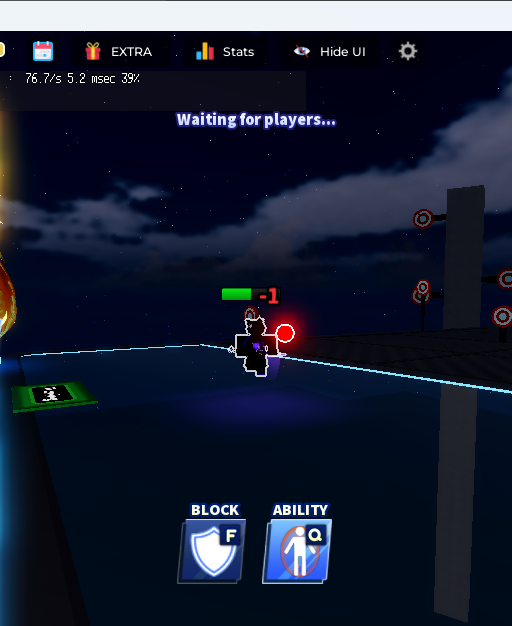 EXTRA
Stats
Hide UI
: 76.7/s 5.2 msec 39%
Waiting for players...
-1
BLOCK
ABILITY
F
Q